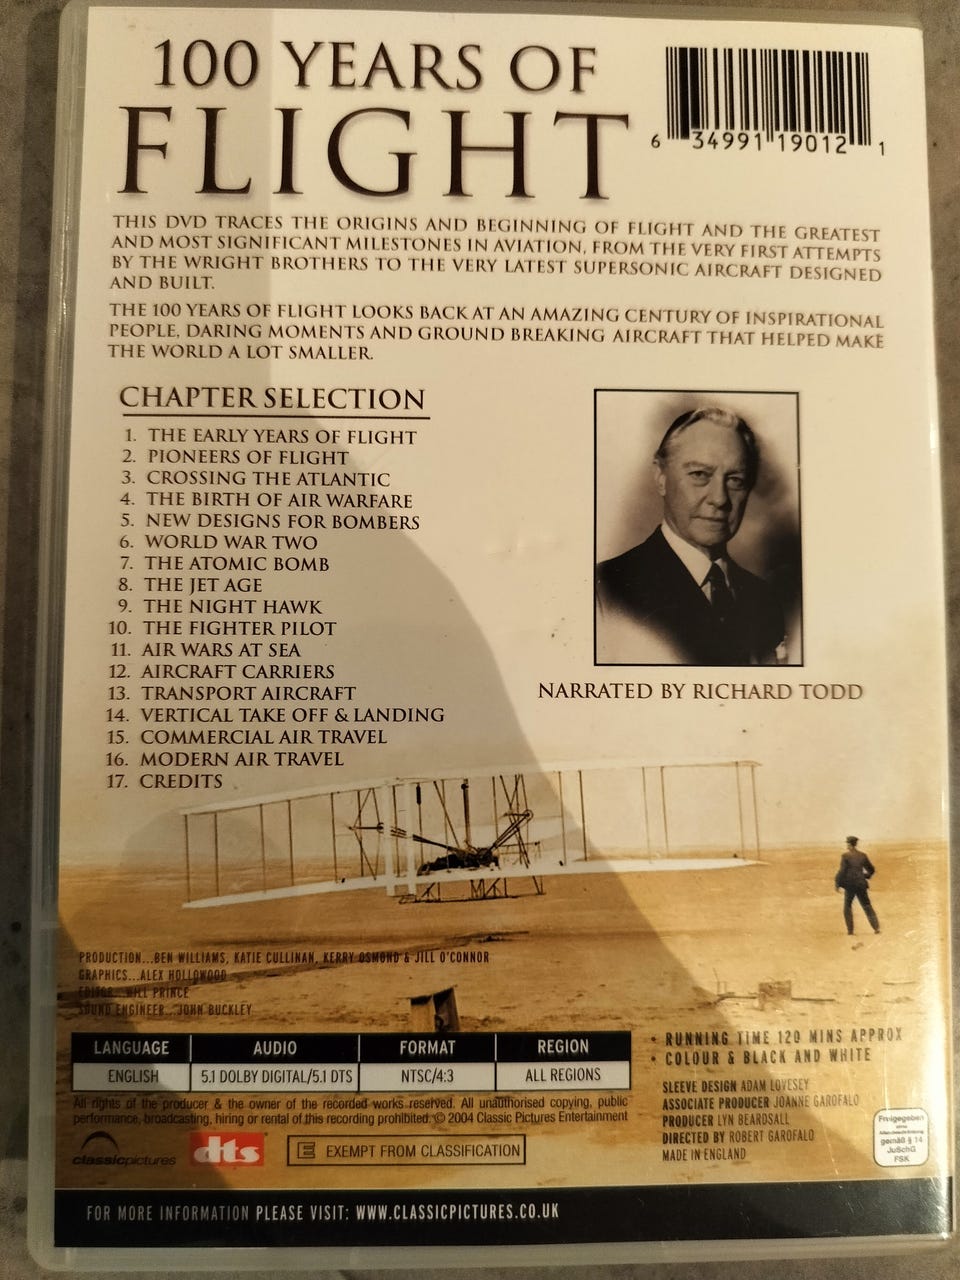 100 YEARS OF
FLIGHT
6 34991 19012 1
THIS DVD TRACES THE ORIGINS AND BEGINNING OF FLIGHT AND THE GREATEST
AND MOST SIGNIFICANT MILESTONES IN AVIATION, FROM THE VERY FIRST ATTEMPTS
BY THE WRIGHT BROTHERS TO THE VERY LATEST SUPERSONIC AIRCRAFT DESIGNED
AND BUILT.
THE 100 YEARS OF FLIGHT LOOKS BACK AT AN AMAZING CENTURY OF INSPIRATIONAL
PEOPLE, DARING MOMENTS AND GROUND BREAKING AIRCRAFT THAT HELPED MAKE
THE WORLD A LOT SMALLER.
CHAPTER SELECTION
1. THE EARLY YEARS OF FLIGHT
2. PIONEERS OF FLIGHT
3. CROSSING THE ATLANTIC
4. THE BIRTH OF AIR WARFARE
5. NEW DESIGNS FOR BOMBERS
6. WORLD WAR TWO
7. THE ATOMIC BOMB
8. THE JET AGE
9. THE NIGHT HAWK
10. THE FIGHTER PILOT
11. AIR WARS AT SEA
12. AIRCRAFT CARRIERS
13. TRANSPORT AIRCRAFT
14. VERTICAL TAKE OFF & LANDING
15. COMMERCIAL AIR TRAVEL
16. MODERN AIR TRAVEL
17. CREDITS
NARRATED BY RICHARD TODD
PRODUCTION...BEN WILLIAMS, KATIE CULLINAN, KERRY OSMOND & JILL O'CONNOR
GRAPHICS...ALEX HOLLOWOOD
EDITOR...WILL PRINCE
SOUND ENGINEER...JOHN BUCKLEY
LANGUAGE AUDIO FORMAT REGION
ENGLISH 5.1 DOLBY DIGITAL/5.1 DTS NTSC/4:3 ALL REGIONS
• RUNNING TIME 120 MINS APPROX
• COLOUR & BLACK AND WHITE
All rights of the producer & the owner of the recorded works reserved. All unauthorised copying, public
performance, broadcasting, hiring or rental of this recording prohibited. © 2004 Classic Pictures Entertainment
SLEEVE DESIGN ADAM LOVESEY
ASSOCIATE PRODUCER JOANNE GAROFALO
PRODUCER LYN BEARDSALL
DIRECTED BY ROBERT GAROFALO
MADE IN ENGLAND
classicpictures
dts
E EXEMPT FROM CLASSIFICATION
Freigegeben
ohne
gemäß § 14
JuSchG
FSK
FOR MORE INFORMATION PLEASE VISIT: WWW.CLASSICPICTURES.CO.UK